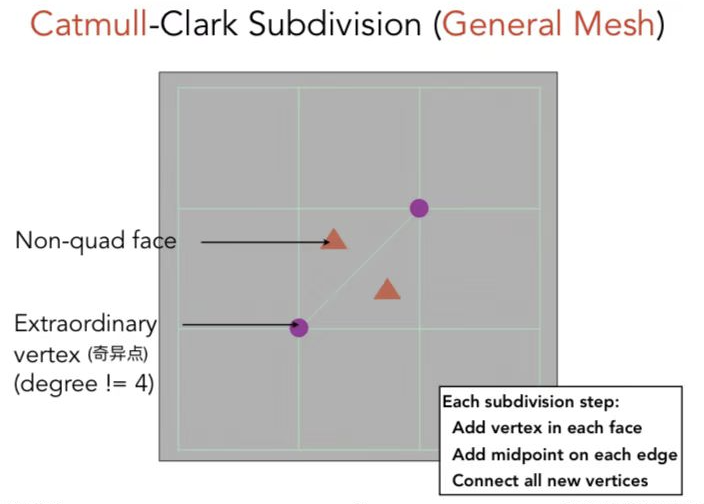 Catmull-Clark Subdivision (General Mesh)
Non-quad face
Extraordinary
vertex (奇异点)
(degree != 4)
Each subdivision step:
Add vertex in each face
Add midpoint on each edge
Connect all new vertices